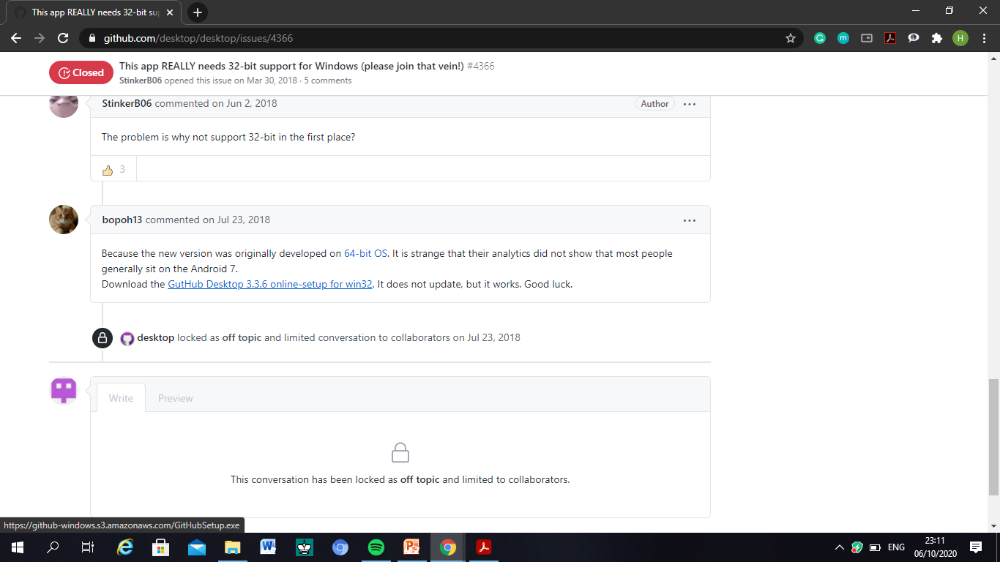 This app REALLY needs 32-bit su
github.com/desktop/desktop/issues/4366
H
Closed
This app REALLY needs 32-bit support for Windows (please join that vein!) #4366
StinkerB06 opened this issue on Mar 30, 2018 · 5 comments
StinkerB06 commented on Jun 2, 2018
Author
The problem is why not support 32-bit in the first place?
3
bopoh13 commented on Jul 23, 2018
Because the new version was originally developed on 64-bit OS. It is strange that their analytics did not show that most people
generally sit on the Android 7.
Download the GutHub Desktop 3.3.6 online-setup for win32. It does not update, but it works. Good luck.
desktop locked as off topic and limited conversation to collaborators on Jul 23, 2018
Write
Preview
This conversation has been locked as off topic and limited to collaborators.
https://github-windows.s3.amazonaws.com/GitHubSetup.exe
ENG
23:11
06/10/2020